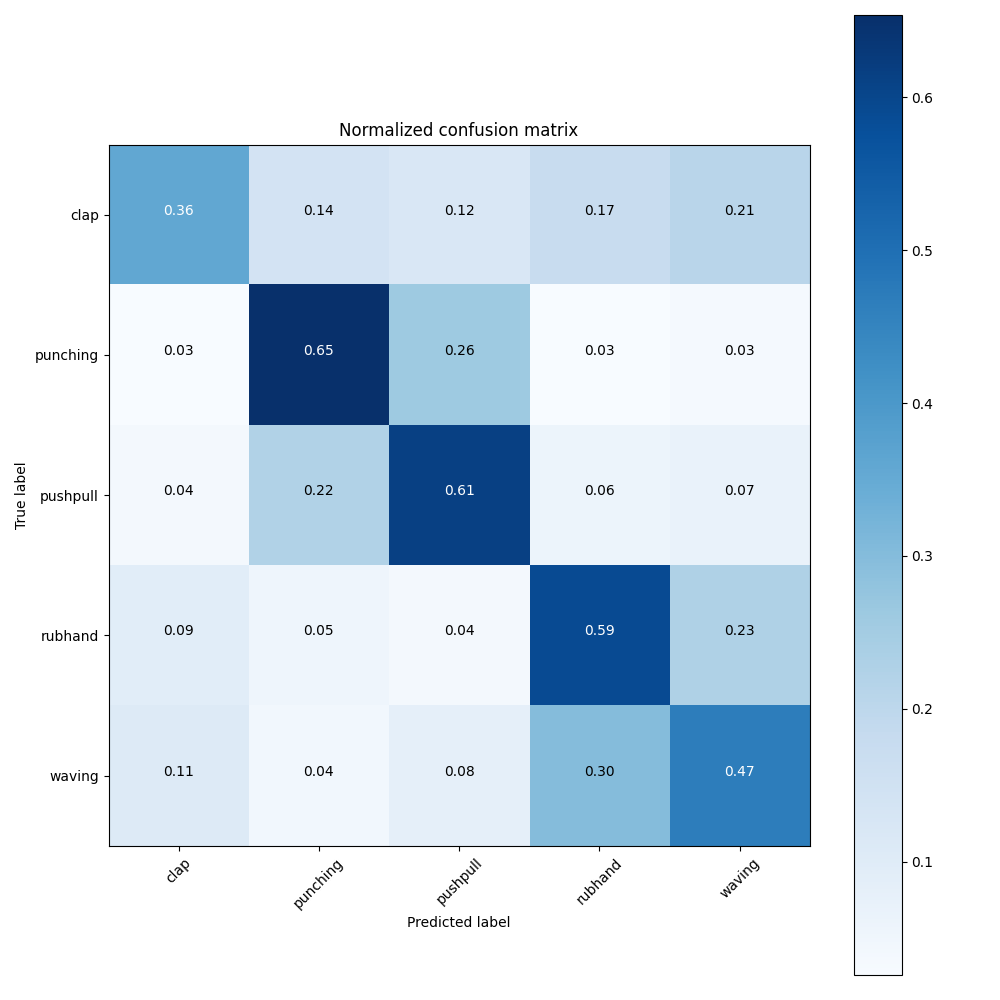 Normalized confusion matrix
clap 0.36 0.14 0.12 0.17 0.21
punching 0.03 0.65 0.26 0.03 0.03
pushpull 0.04 0.22 0.61 0.06 0.07
rubhand 0.09 0.05 0.04 0.59 0.23
waving 0.11 0.04 0.08 0.30 0.47
True label
clap punching pushpull rubhand waving
Predicted label
0.6
0.5
0.4
0.3
0.2
0.1